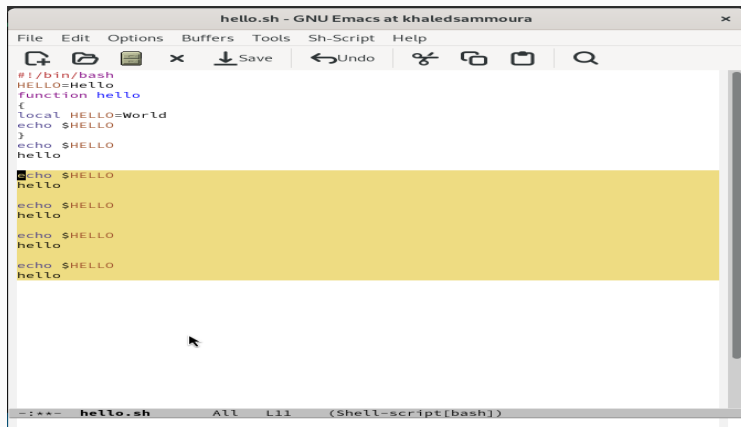 hello.sh - GNU Emacs at khaledsammoura
File Edit Options Buffers Tools Sh-Script Help
Save Undo
#!/bin/bash
HELLO=Hello
function hello
{
local HELLO=World
echo $HELLO
}
echo $HELLO
hello
echo $HELLO
hello
echo $HELLO
hello
echo $HELLO
hello
echo $HELLO
hello
-:**- hello.sh All L11 (Shell-script[bash])